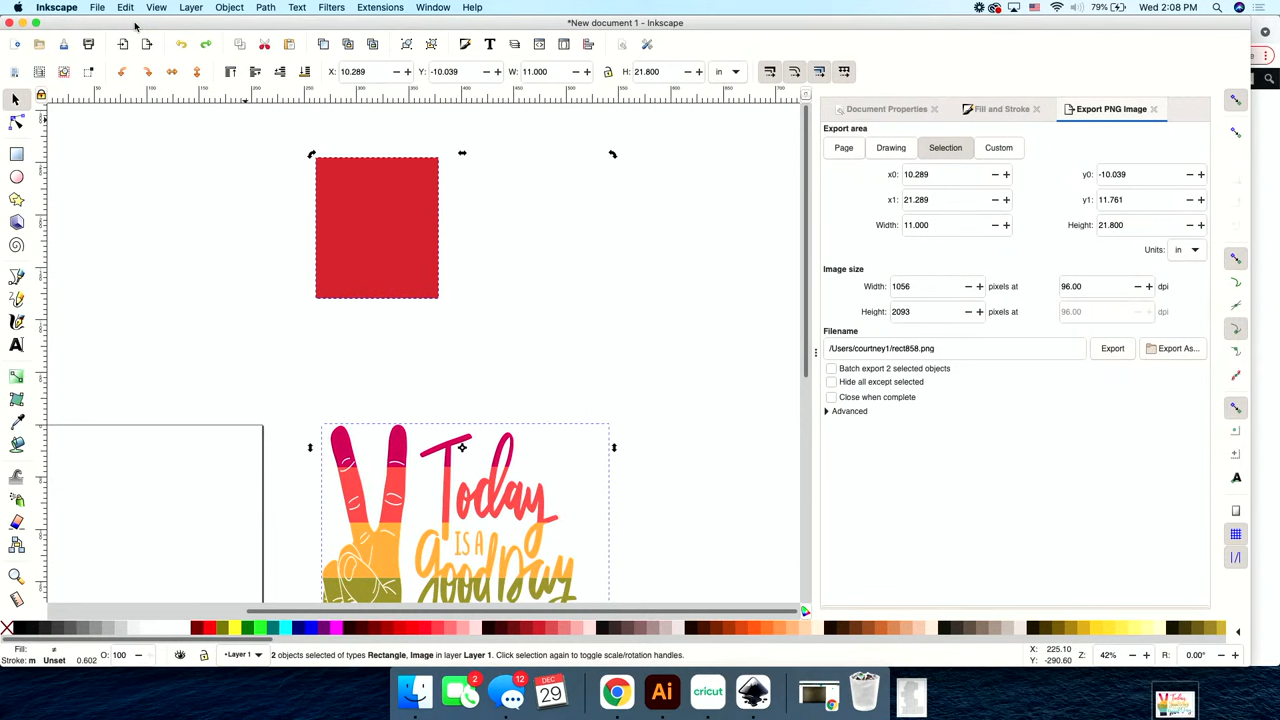 Inkscape File Edit View Layer Object Path Text Filters Extensions Window Help
79% Wed 2:08 PM
*New document 1 - Inkscape
X: 10.289 Y: -10.039 W: 11.000 H: 21.800 in
Document Properties Fill and Stroke Export PNG Image
Export area
Page Drawing Selection Custom
x0: 10.289 y0: -10.039
x1: 21.289 y1: 11.761
Width: 11.000 Height: 21.800
Units: in
Image size
Width: 1056 pixels at 96.00 dpi
Height: 2093 pixels at 96.00 dpi
Filename
/Users/courtney1/rect858.png Export Export As...
Batch export 2 selected objects
Hide all except selected
Close when complete
Advanced
Today
IS A
Good Day
Fill:
Stroke: m Unset 0.602
O: 100
Layer 1
2 objects selected of types Rectangle, Image in layer Layer 1. Click selection again to toggle scale/rotation handles.
X: 225.10
Y: -290.60
Z: 42% R: 0.00°
2
12
DEC
29
Ai
cricut